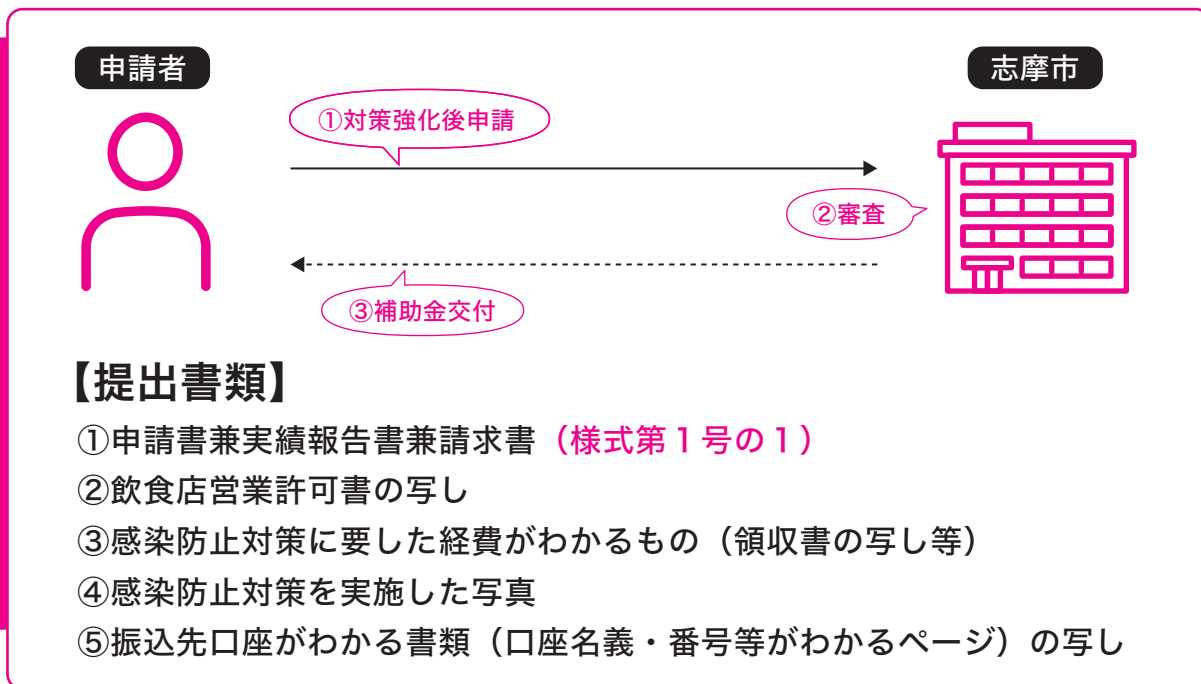 申請者
志摩市
①対策強化後申請
②審査
③補助金交付
【提出書類】
①申請書兼実績報告書兼請求書（様式第１号の１）
②飲食店営業許可書の写し
③感染防止対策に要した経費がわかるもの（領収書の写し等）
④感染防止対策を実施した写真
⑤振込先口座がわかる書類（口座名義・番号等がわかるページ）の写し